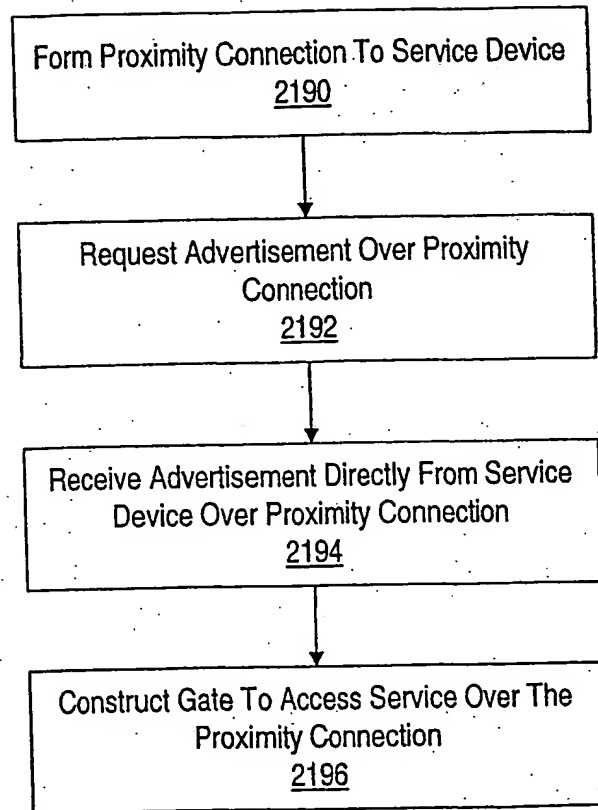 Form Proximity Connection To Service Device
2190
Request Advertisement Over Proximity
Connection
2192
Receive Advertisement Directly From Service
Device Over Proximity Connection
2194
Construct Gate To Access Service Over The
Proximity Connection
2196